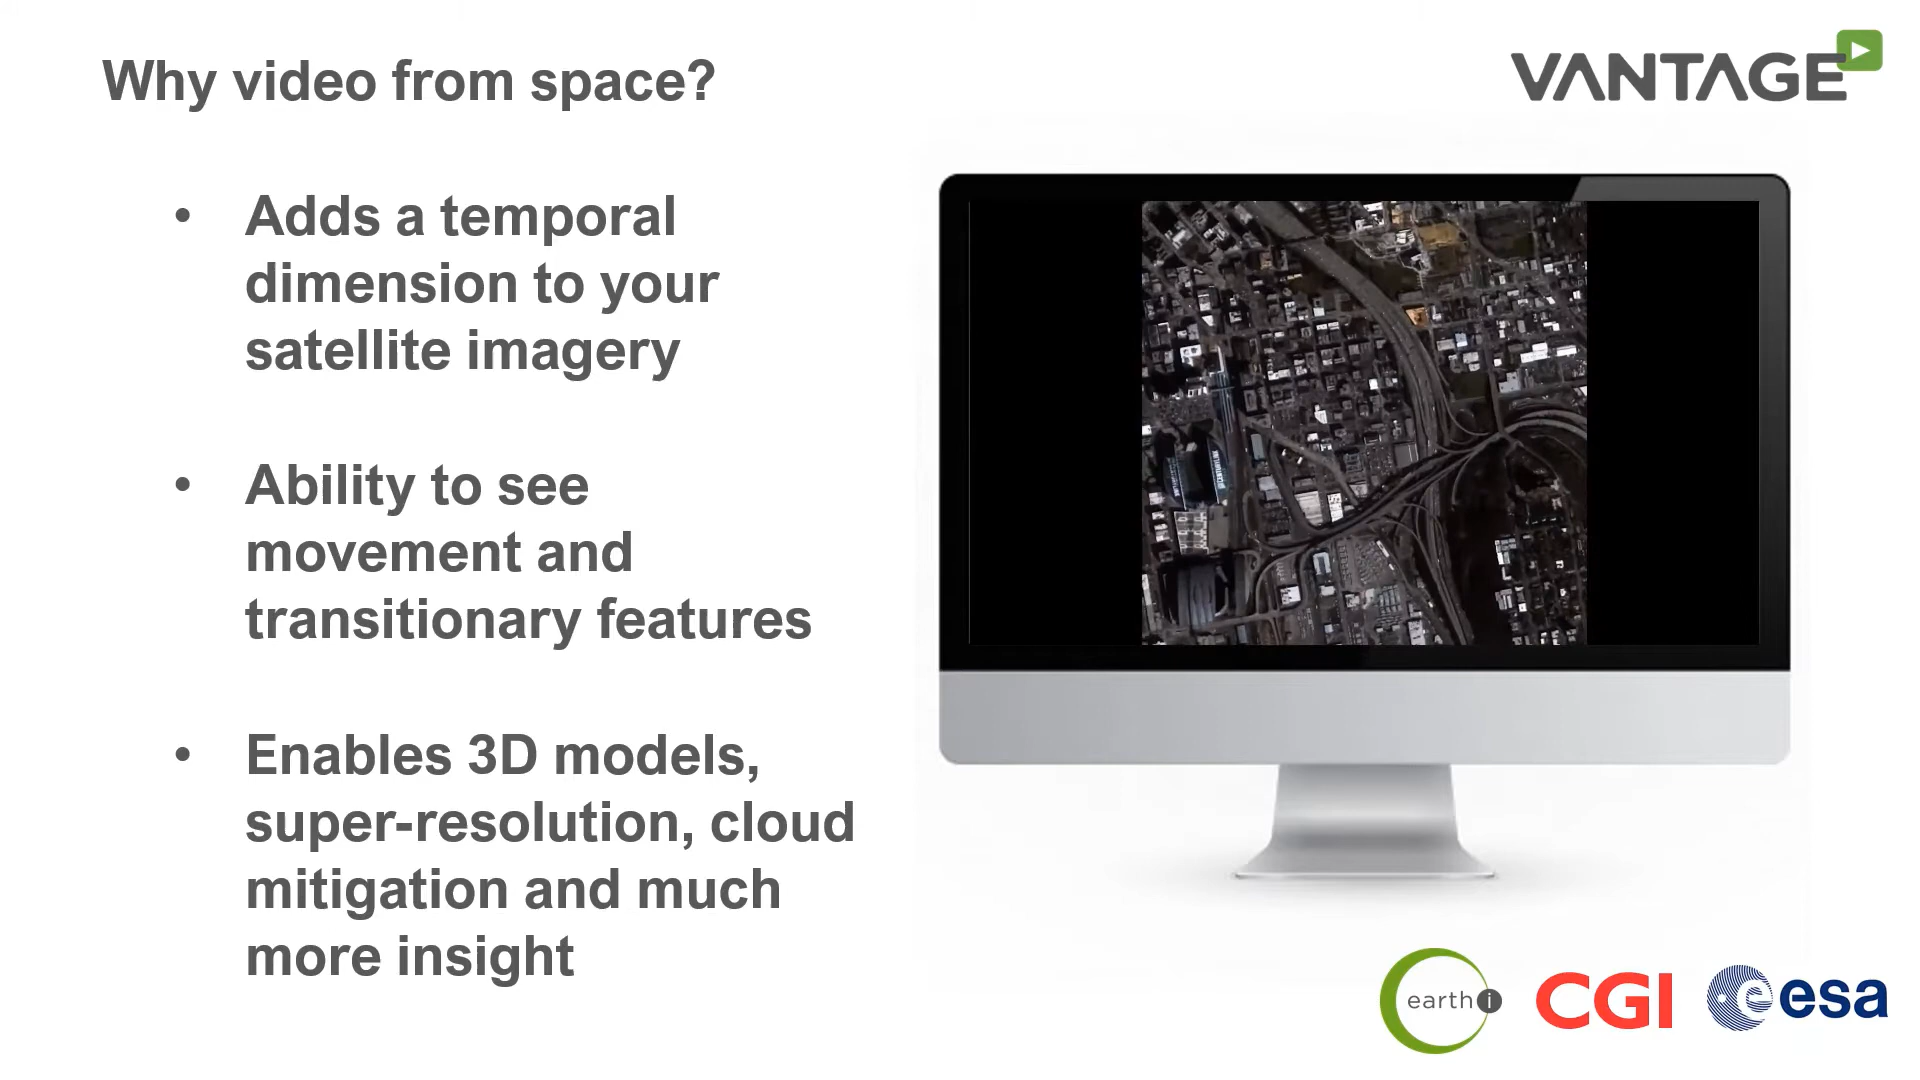 Why video from space?
VANTAGE
• Adds a temporal
dimension to your
satellite imagery
• Ability to see
movement and
transitionary features
• Enables 3D models,
super-resolution, cloud
mitigation and much
more insight
earth i
CGI
esa